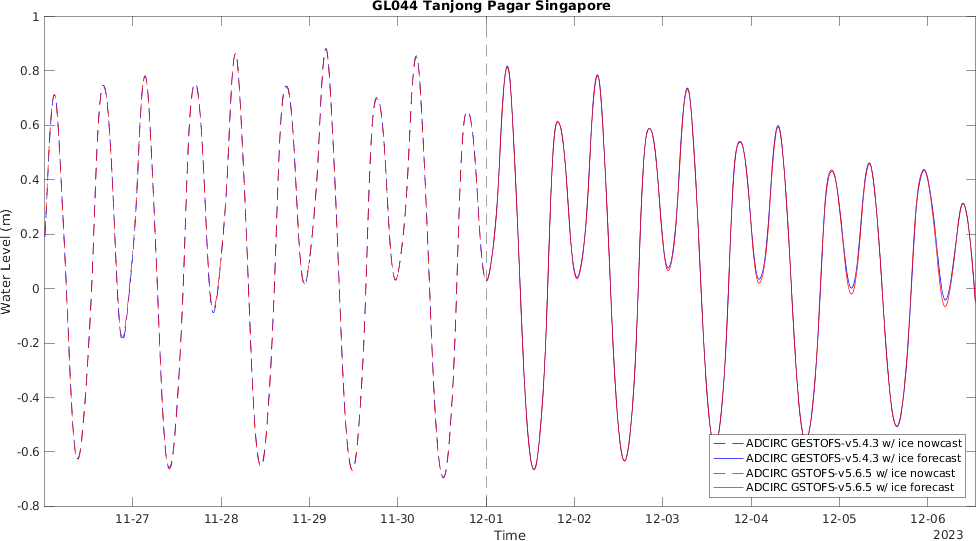 GL044 Tanjong Pagar Singapore
1
0.8
0.6
0.4
0.2
0
-0.2
-0.4
-0.6
-0.8
Water Level (m)
ADCIRC GESTOFS-v5.4.3 w/ ice nowcast
ADCIRC GESTOFS-v5.4.3 w/ ice forecast
ADCIRC GSTOFS-v5.6.5 w/ ice nowcast
ADCIRC GSTOFS-v5.6.5 w/ ice forecast
11-27 11-28 11-29 11-30 12-01 12-02 12-03 12-04 12-05 12-06
Time
2023